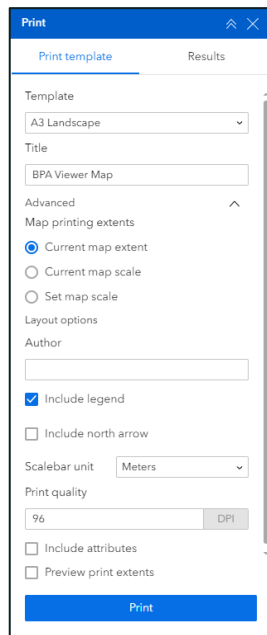 Print
Print template Results
Template
A3 Landscape
Title
BPA Viewer Map
Advanced
Map printing extents
Current map extent
Current map scale
Set map scale
Layout options
Author
Include legend
Include north arrow
Scalebar unit Meters
Print quality
96 DPI
Include attributes
Preview print extents
Print